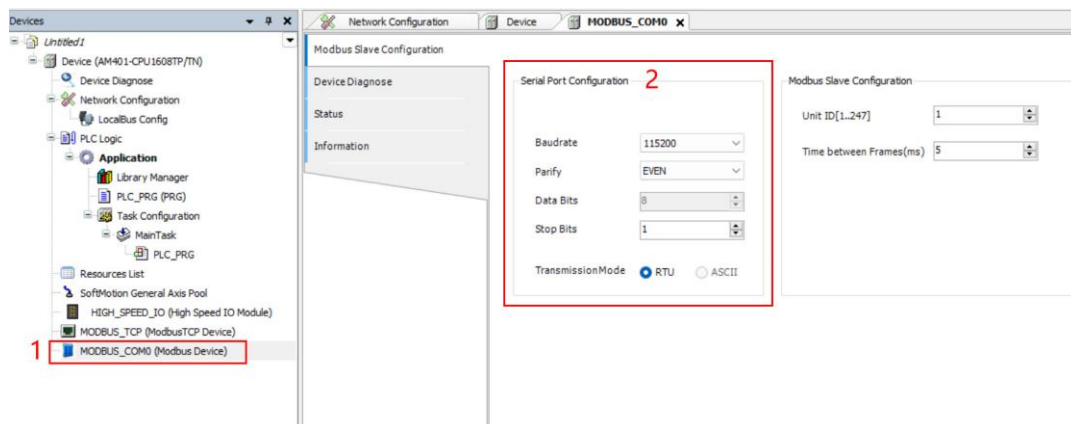 Devices
Untitled1
Device (AM401-CPU1608TP/TN)
Device Diagnose
Network Configuration
LocalBus Config
PLC Logic
Application
Library Manager
PLC_PRG (PRG)
Task Configuration
MainTask
PLC_PRG
Resources List
SoftMotion General Axis Pool
HIGH_SPEED_IO (High Speed IO Module)
MODBUS_TCP (ModbusTCP Device)
1 MODBUS_COM0 (Modbus Device)
Network Configuration Device MODBUS_COM0 X
Modbus Slave Configuration
Device Diagnose
Status
Information
Serial Port Configuration 2
Baudrate 115200
Parify EVEN
Data Bits 8
Stop Bits 1
TransmissionMode RTU ASCII
Modbus Slave Configuration
Unit ID[1..247] 1
Time between Frames(ms) 5